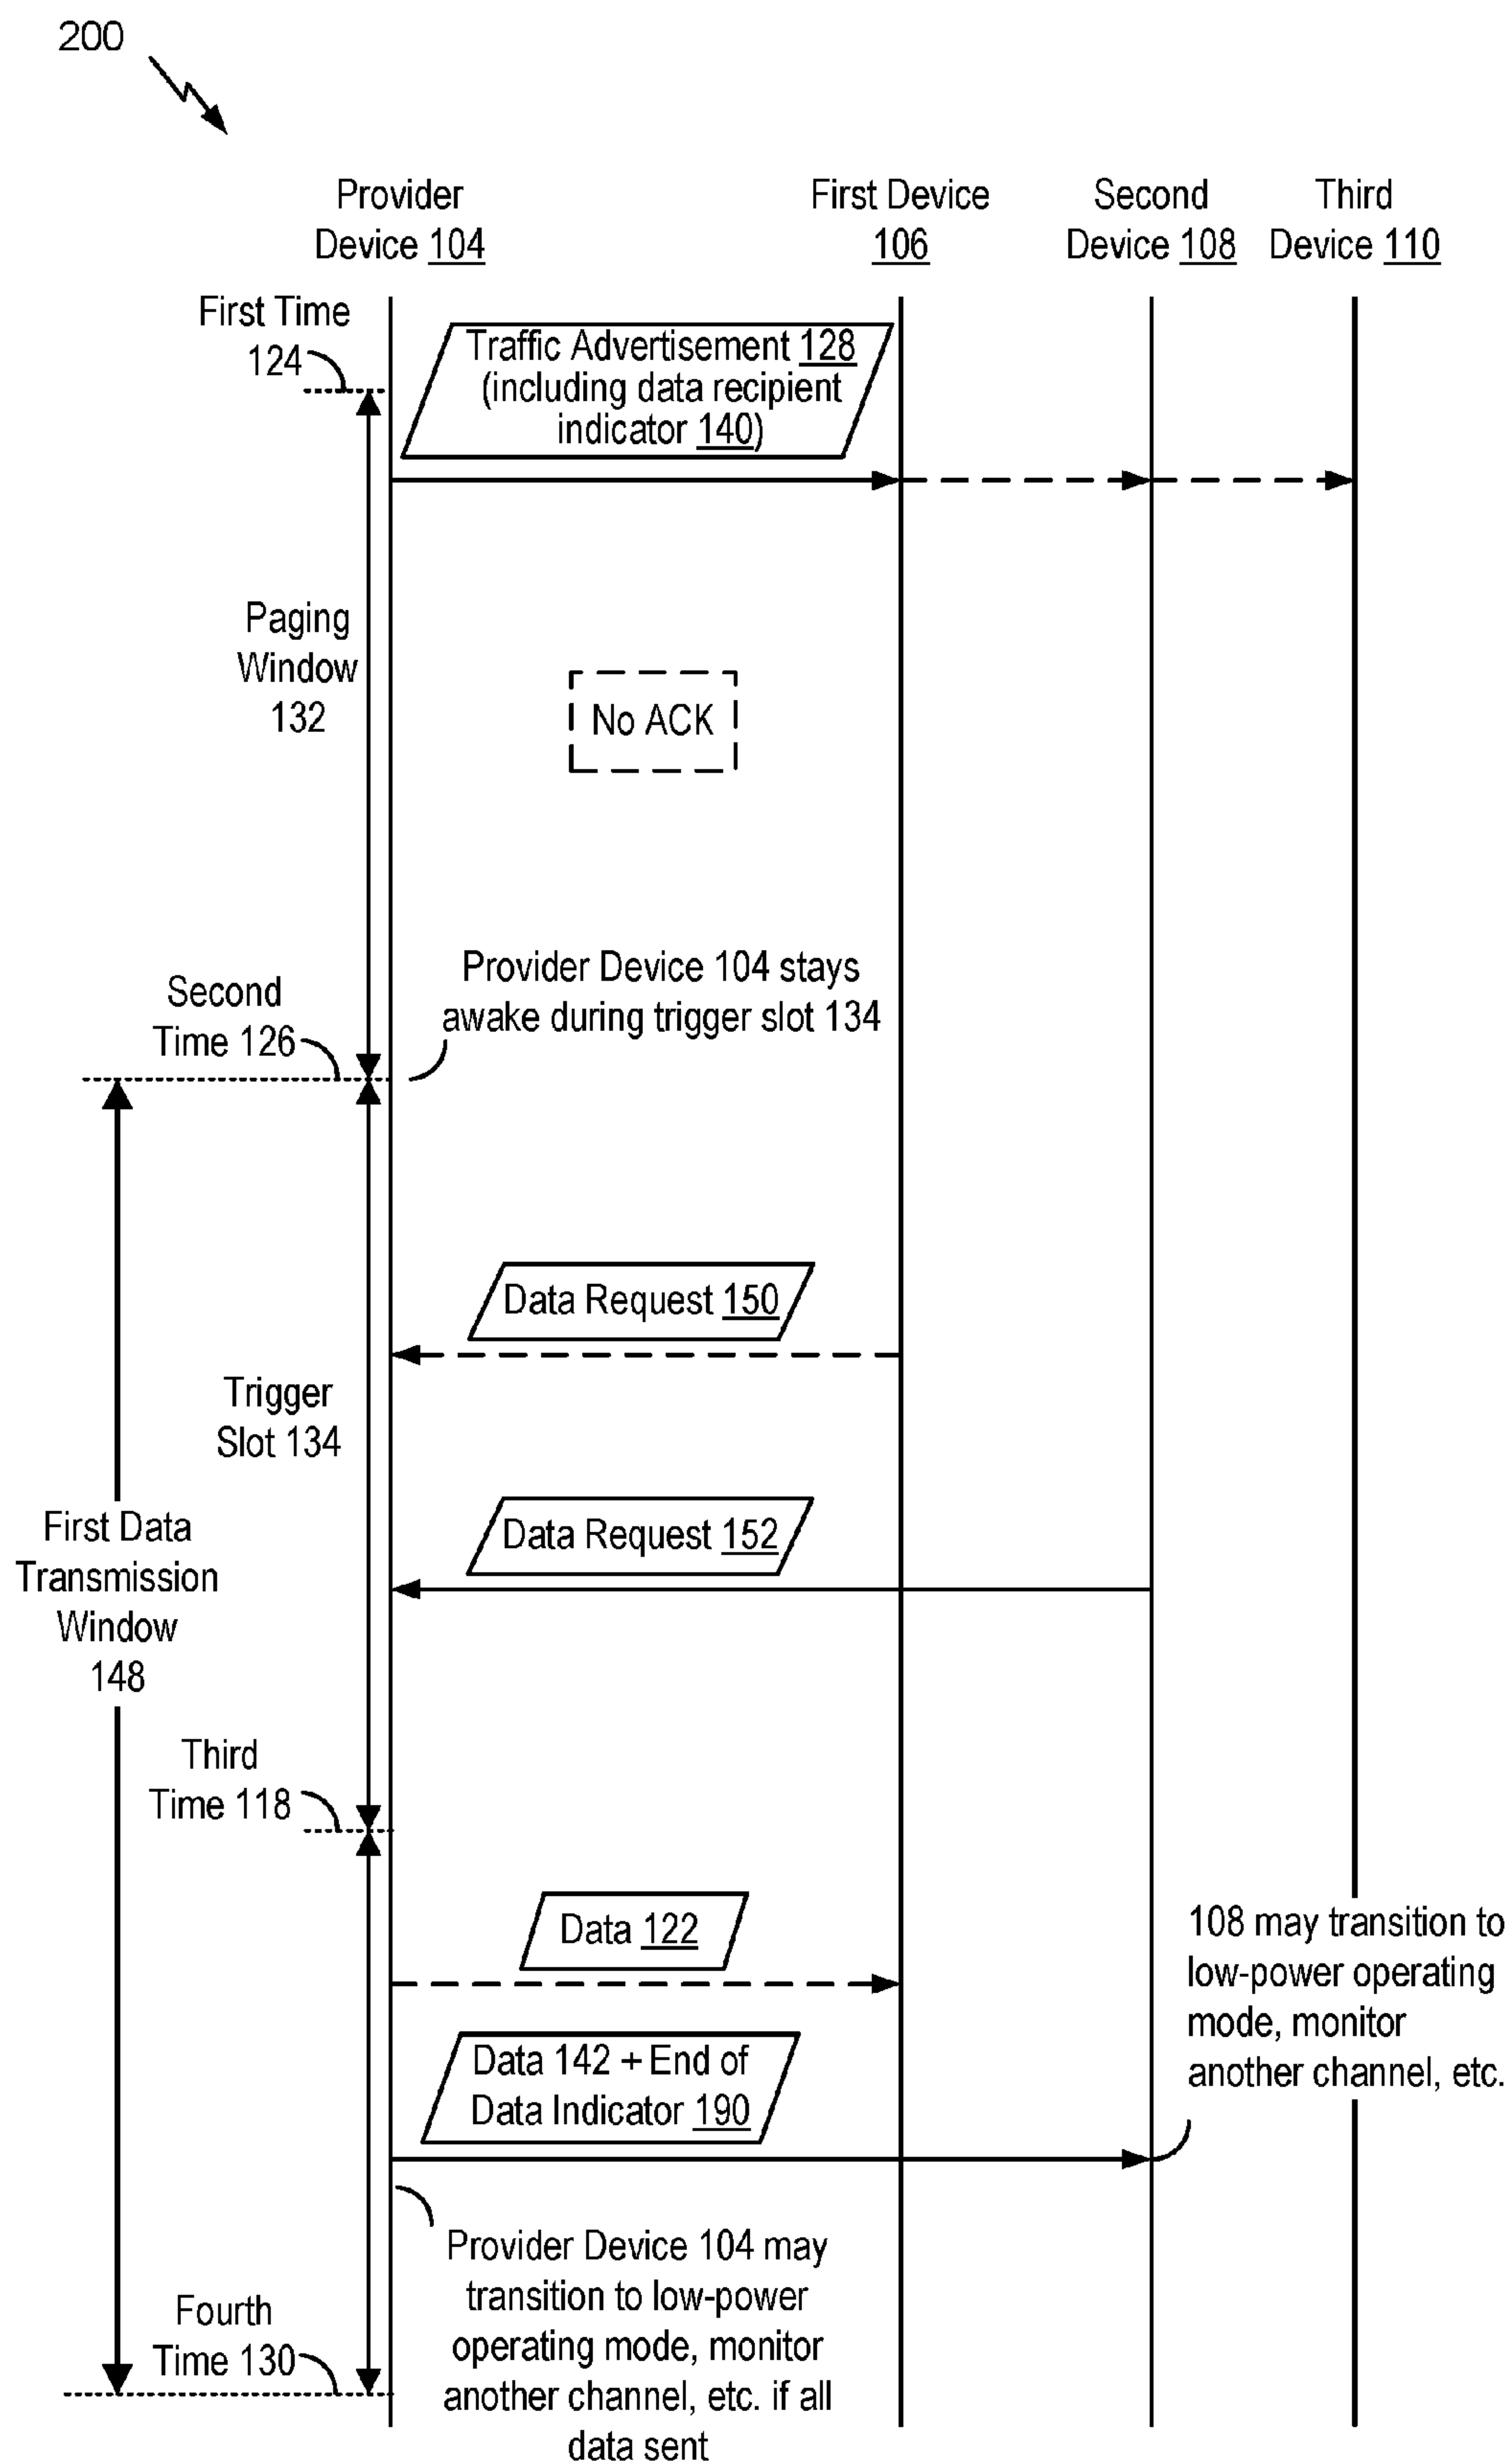 200
Provider
Device 104
First Device
106
Second
Device 108
Third
Device 110
First Time
124
Traffic Advertisement 128
(including data recipient
indicator 140)
Paging
Window
132
No ACK
Second
Time 126
Provider Device 104 stays
awake during trigger slot 134
Data Request 150
Trigger
Slot 134
Data Request 152
First Data
Transmission
Window
148
Third
Time 118
Data 122
108 may transition to
low-power operating
mode, monitor
another channel, etc.
Data 142 + End of
Data Indicator 190
Provider Device 104 may
transition to low-power
operating mode, monitor
another channel, etc. if all
data sent
Fourth
Time 130